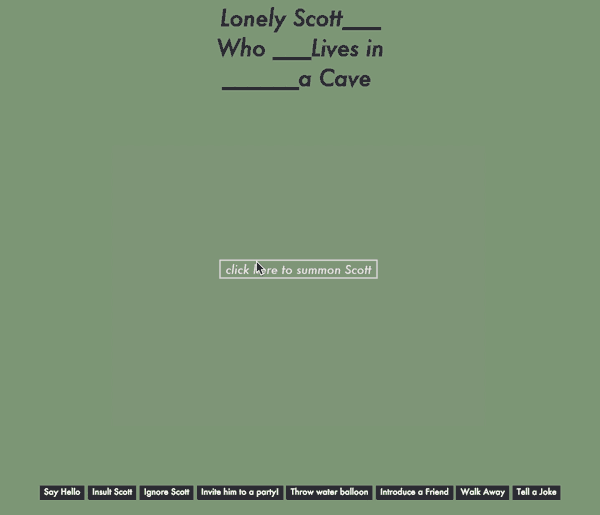 Lonely Scott___
Who ___Lives in
______a Cave
click here to summon Scott
Say Hello
Insult Scott
Ignore Scott
Invite him to a party!
Throw water balloon
Introduce a Friend
Walk Away
Tell a Joke